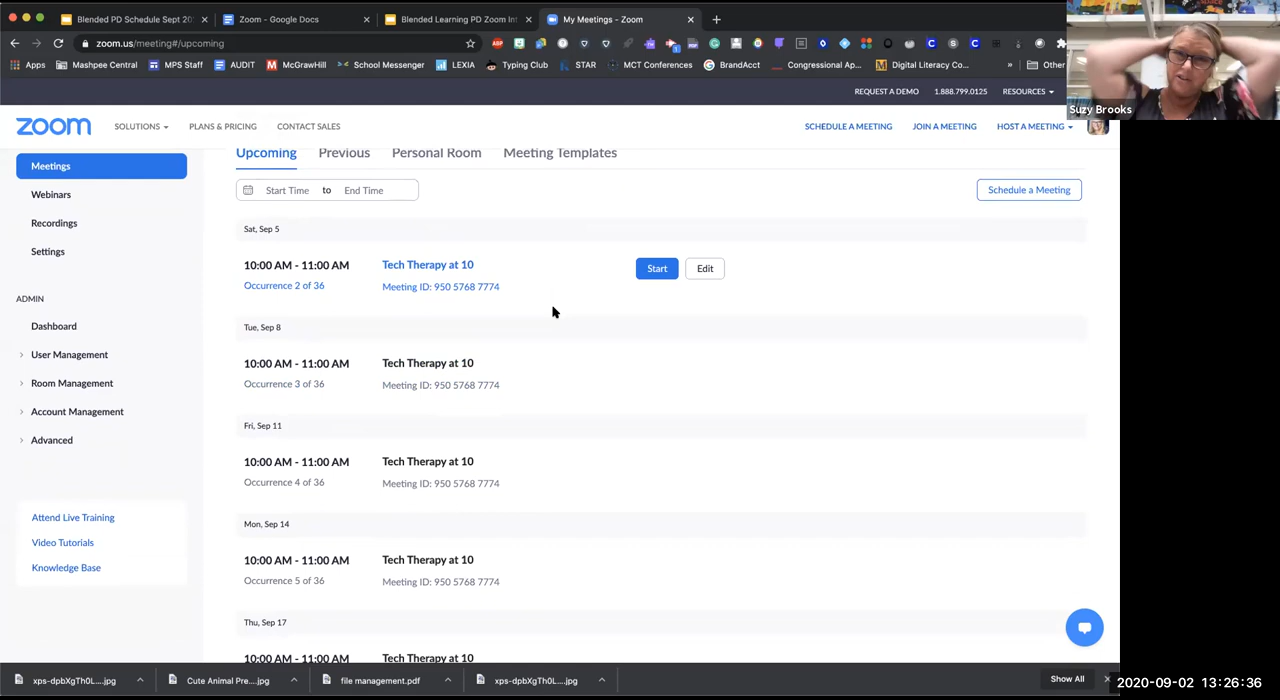 Blended PD Schedule Sept 20
Zoom - Google Docs
Blended Learning PD Zoom Int
My Meetings - Zoom
zoom.us/meeting#/upcoming
Apps
Mashpee Central
MPS Staff
AUDIT
McGrawHill
School Messenger
LEXIA
Typing Club
STAR
MCT Conferences
BrandAcct
Congressional Ap...
Digital Literacy Co...
»
Other
Suzy Brooks
REQUEST A DEMO
1.888.799.0125
RESOURCES
zoom
SOLUTIONS
PLANS & PRICING
CONTACT SALES
SCHEDULE A MEETING
JOIN A MEETING
HOST A MEETING
Meetings
Webinars
Recordings
Settings
ADMIN
Dashboard
User Management
Room Management
Account Management
Advanced
Attend Live Training
Video Tutorials
Knowledge Base
Upcoming
Previous
Personal Room
Meeting Templates
Start Time to End Time
Schedule a Meeting
Sat, Sep 5
10:00 AM - 11:00 AM
Tech Therapy at 10
Start
Edit
Occurrence 2 of 36
Meeting ID: 950 5768 7774
Tue, Sep 8
10:00 AM - 11:00 AM
Tech Therapy at 10
Occurrence 3 of 36
Meeting ID: 950 5768 7774
Fri, Sep 11
10:00 AM - 11:00 AM
Tech Therapy at 10
Occurrence 4 of 36
Meeting ID: 950 5768 7774
Mon, Sep 14
10:00 AM - 11:00 AM
Tech Therapy at 10
Occurrence 5 of 36
Meeting ID: 950 5768 7774
Thu, Sep 17
10:00 AM - 11:00 AM
Tech Therapy at 10
xps-dpbXgTh0L....jpg
Cute Animal Pre....jpg
file management.pdf
xps-dpbXgTh0L....jpg
Show All
2020-09-02 13:26:36